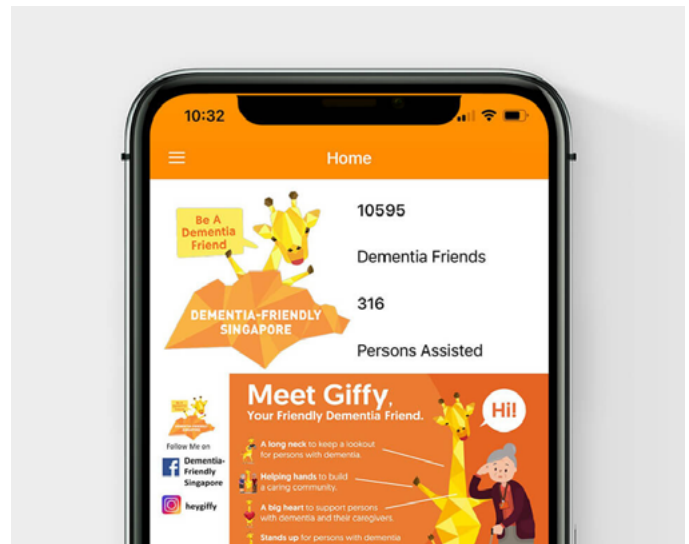 10:32
Home
Be A
Dementia
Friend
DEMENTIA-FRIENDLY
SINGAPORE
10595
Dementia Friends
316
Persons Assisted
Follow Me on
Dementia-
Friendly
Singapore
heygiffy
Meet Giffy,
Your Friendly Dementia Friend.
Hi!
A long neck to keep a lookout
for persons with dementia.
Helping hands to build
a caring community.
A big heart to support persons
with dementia and their caregivers.
Stands up for persons with dementia